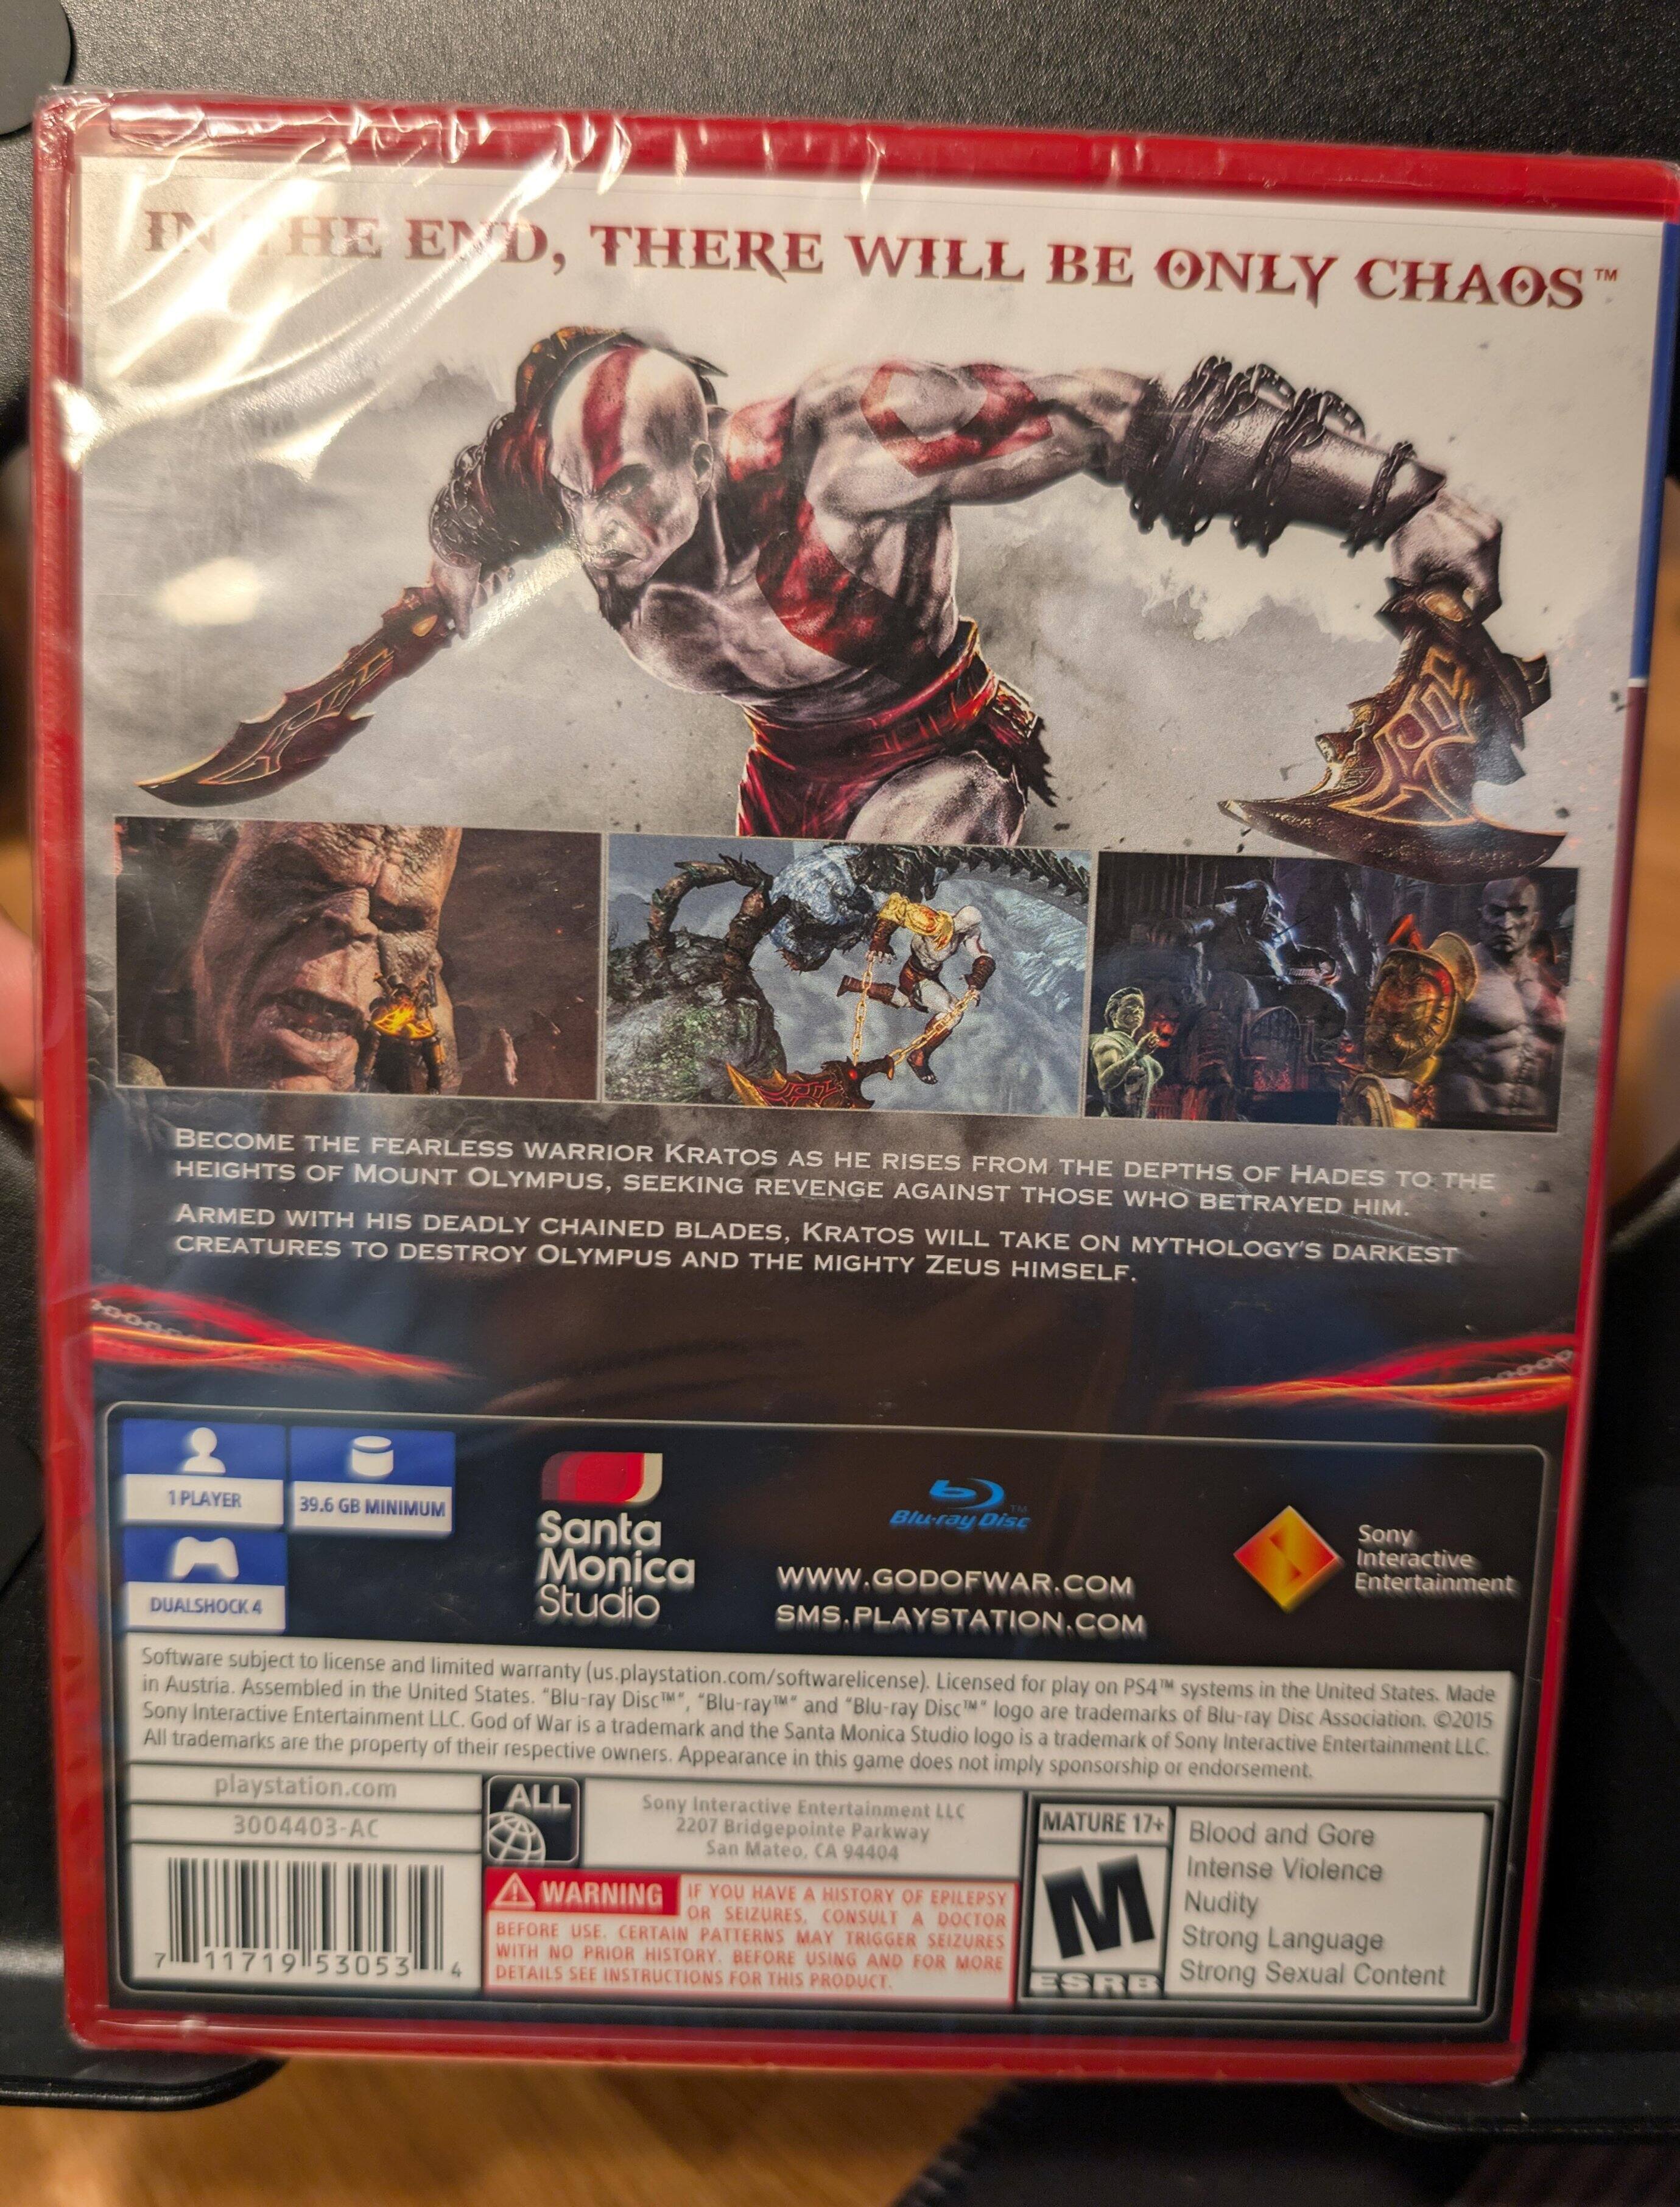 IN THE END, THERE WILL BE ONLY CHAOS™
BECOME THE FEARLESS WARRIOR KRATOS AS HE RISES FROM THE DEPTHS OF HADES TO THE
HEIGHTS OF MOUNT OLYMPUS, SEEKING REVENGE AGAINST THOSE WHO BETRAYED HIM.
ARMED WITH HIS DEADLY CHAINED BLADES, KRATOS WILL TAKE ON MYTHOLOGY'S DARKEST
CREATURES TO DESTROY OLYMPUS AND THE MIGHTY ZEUS HIMSELF.
1 PLAYER
39.6 GB MINIMUM
DUALSHOCK 4
Santa
Monica
Studio
Blu-ray Disc™
WWW.GODOFWAR.COM
SMS.PLAYSTATION.COM
Sony
Interactive
Entertainment
Software subject to license and limited warranty (us.playstation.com/softwarelicense). Licensed for play on PS4™ systems in the United States. Made
in Austria. Assembled in the United States. "Blu-ray Disc™", "Blu-ray™" and "Blu-ray Disc™" logo are trademarks of Blu-ray Disc Association. ©2015
Sony Interactive Entertainment LLC. God of War is a trademark and the Santa Monica Studio logo is a trademark of Sony Interactive Entertainment LLC.
All trademarks are the property of their respective owners. Appearance in this game does not imply sponsorship or endorsement.
playstation.com
3004403-AC
7 11719 53053 4
ALL
Sony Interactive Entertainment LLC
2207 Bridgepointe Parkway
San Mateo, CA 94404
WARNING IF YOU HAVE A HISTORY OF EPILEPSY
OR SEIZURES, CONSULT A DOCTOR
BEFORE USE. CERTAIN PATTERNS MAY TRIGGER SEIZURES
WITH NO PRIOR HISTORY. BEFORE USING AND FOR MORE
DETAILS SEE INSTRUCTIONS FOR THIS PRODUCT.
MATURE 17+
M
ESRB
Blood and Gore
Intense Violence
Nudity
Strong Language
Strong Sexual Content